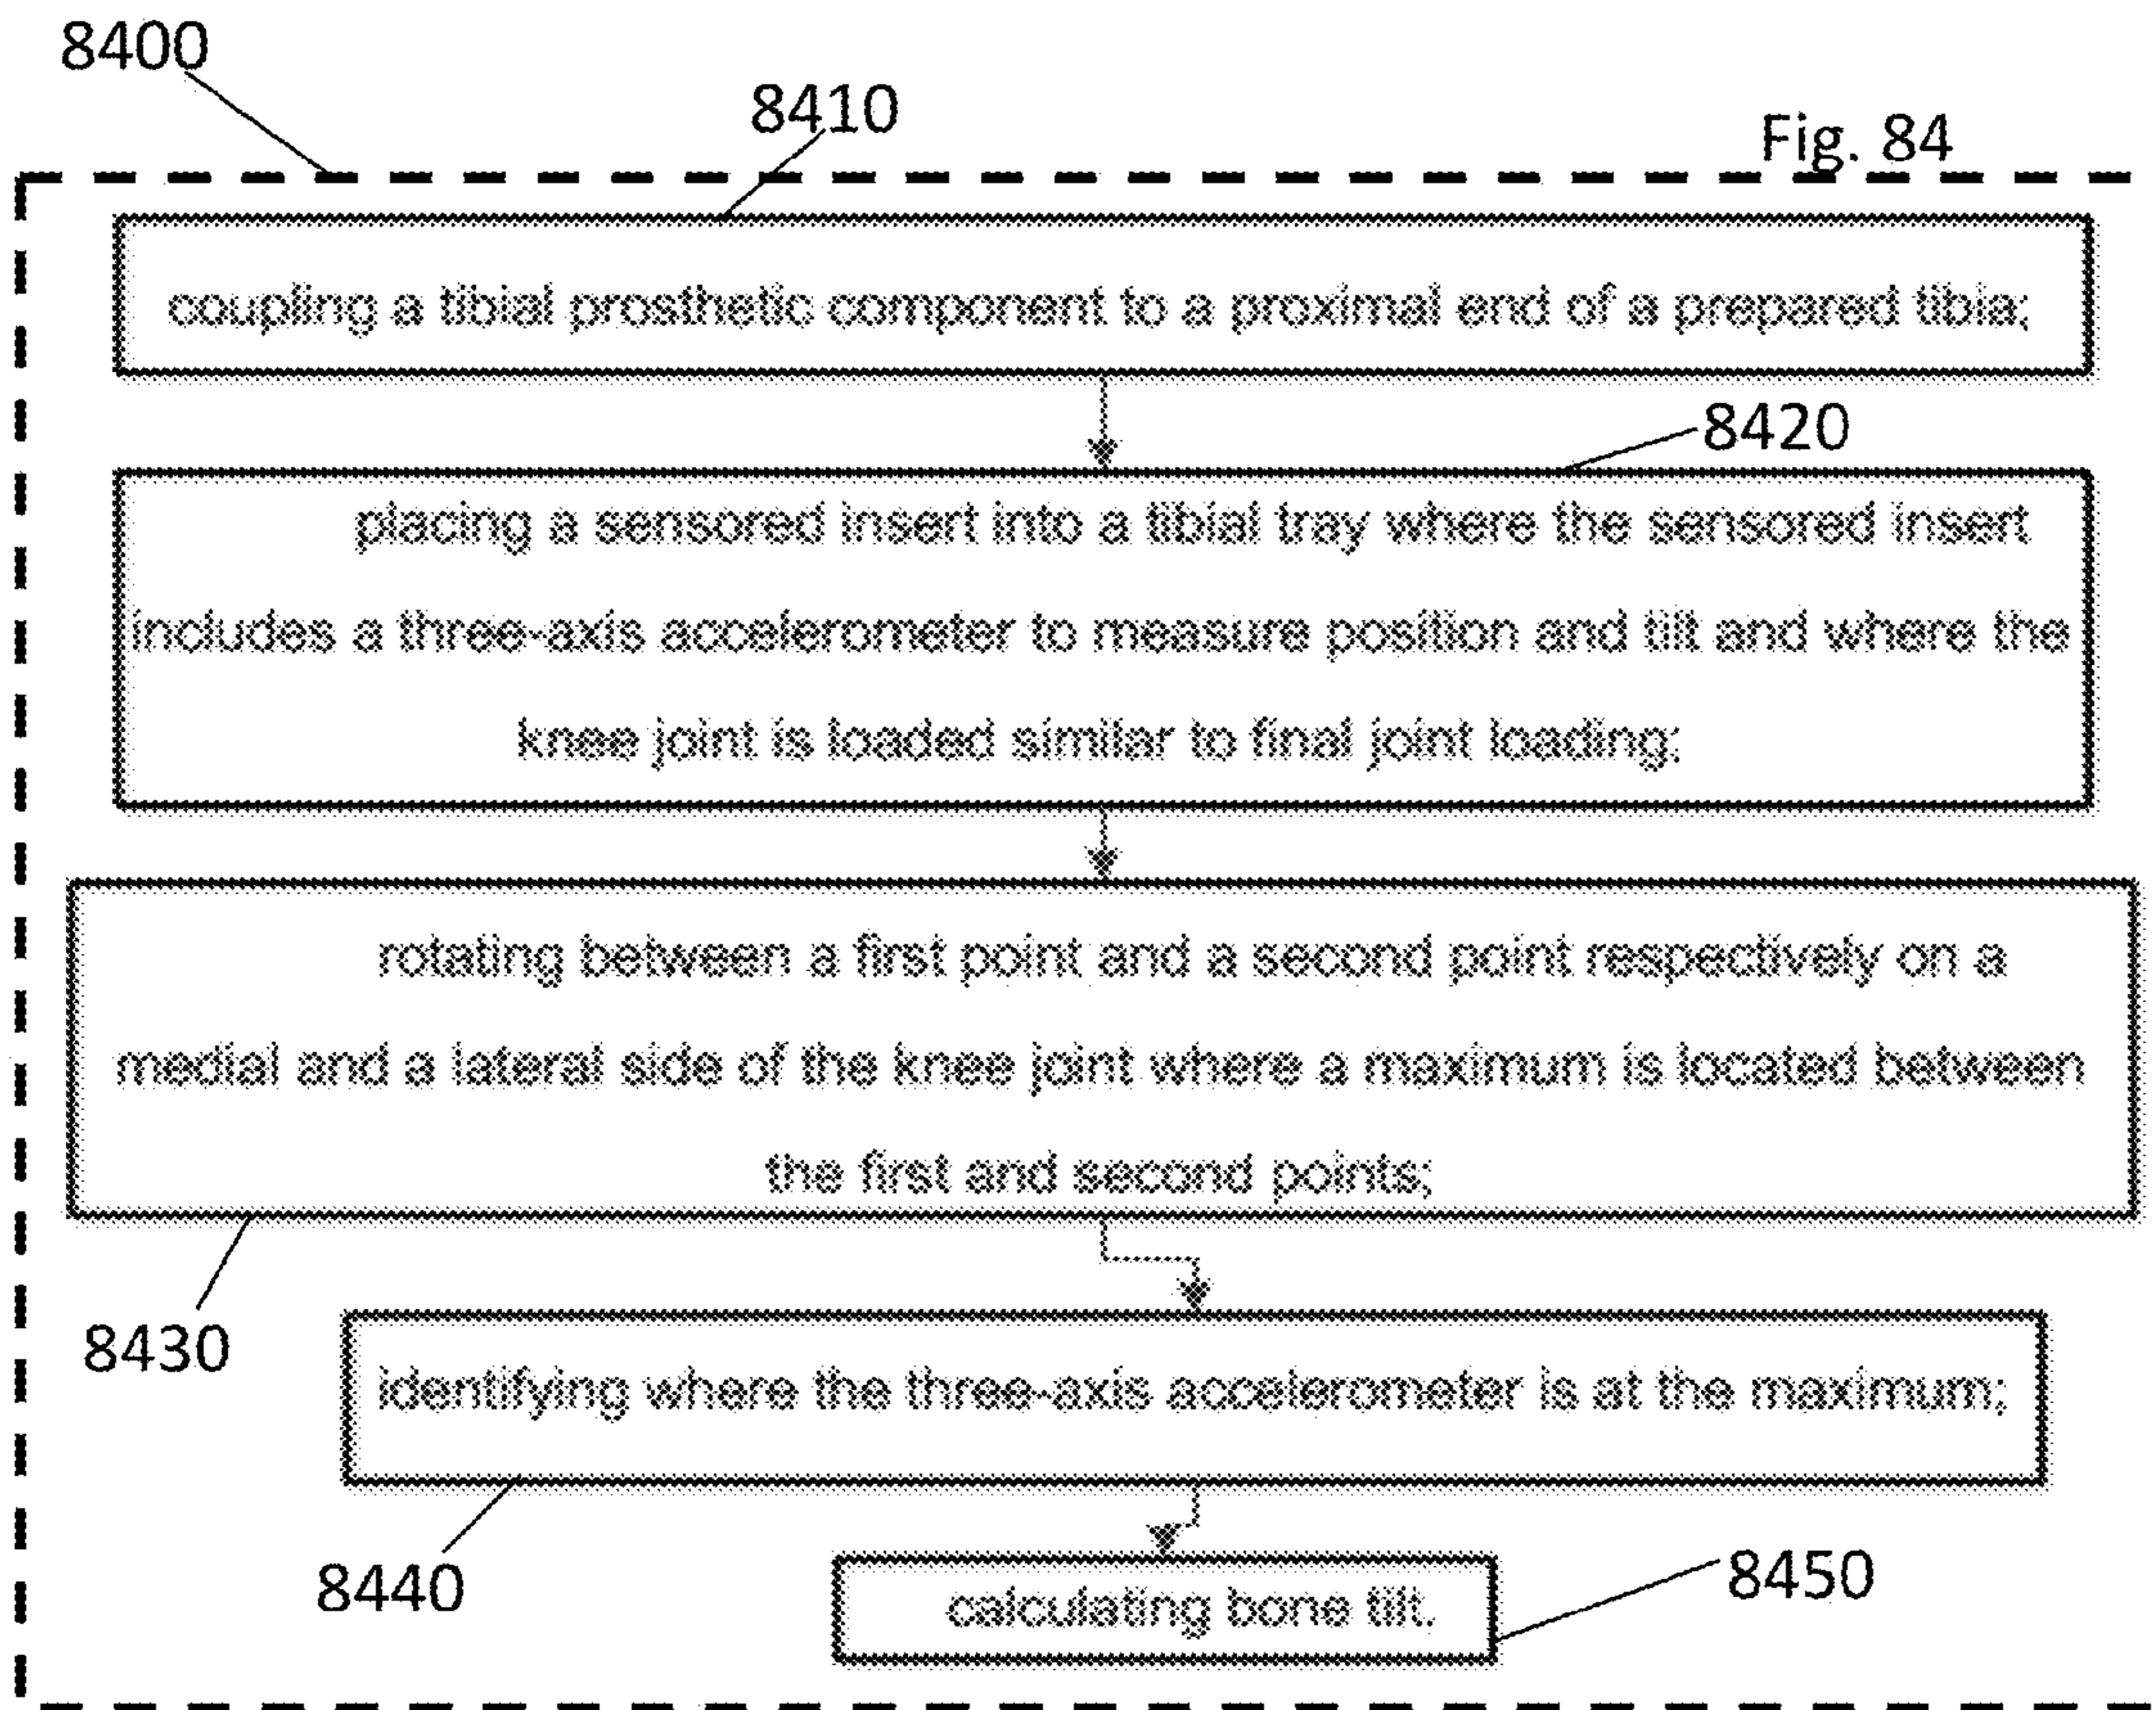 8400
8410
Fig. 84
coupling a tibial prosthetic component to a proximal end of a prepared tibia;
8420
placing a sensored insert into a tibial tray where the sensored insert
includes a three-axis accelerometer to measure position and tilt and where the
knee joint is loaded similar to final joint loading;
rotating between a first point and a second point respectively on a
medial and a lateral side of the knee joint where a maximum is located between
the first and second points;
8430
identifying where the three-axis accelerometer is at the maximum;
8440
calculating bone tilt.
8450